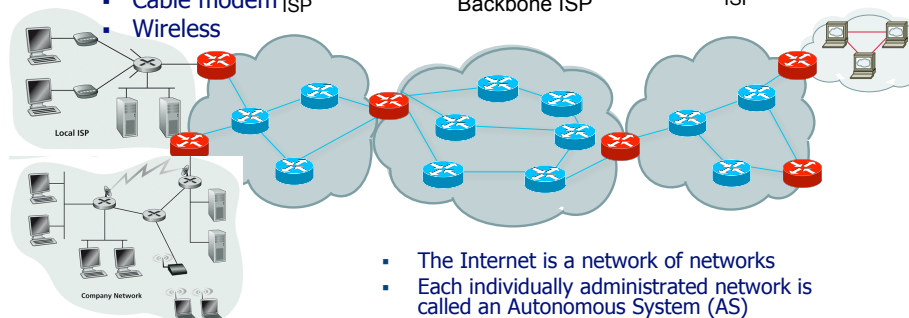 ▪ Cable modem
ISP
Backbone ISP
ISP
▪ Wireless
Local ISP
Company Network
▪ The Internet is a network of networks
▪ Each individually administrated network is
called an Autonomous System (AS)